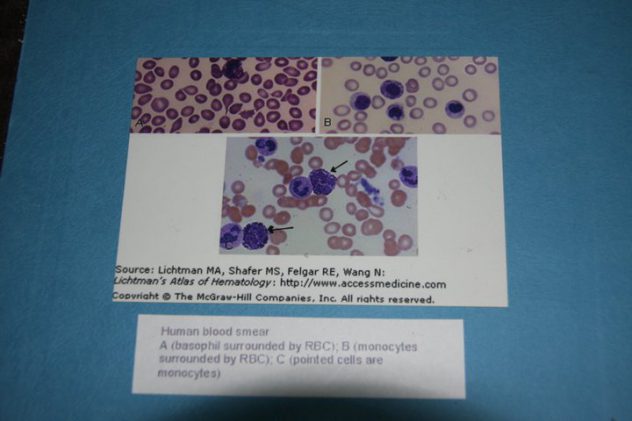 A
B
C
Source: Lichtman MA, Shafer MS, Felgar RE, Wang N:
Lichtman's Atlas of Hematology: http://www.accessmedicine.com
Copyright © The McGraw-Hill Companies, Inc. All rights reserved.
Human blood smear
A (basophil surrounded by RBC); B (monocytes
surrounded by RBC); C (pointed cells are
monocytes)